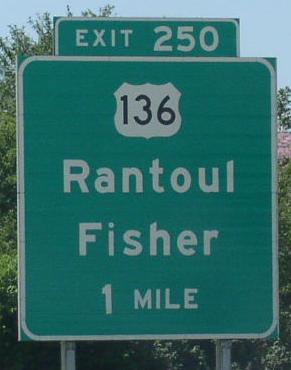 EXIT 250
136
Rantoul
Fisher
1 MILE